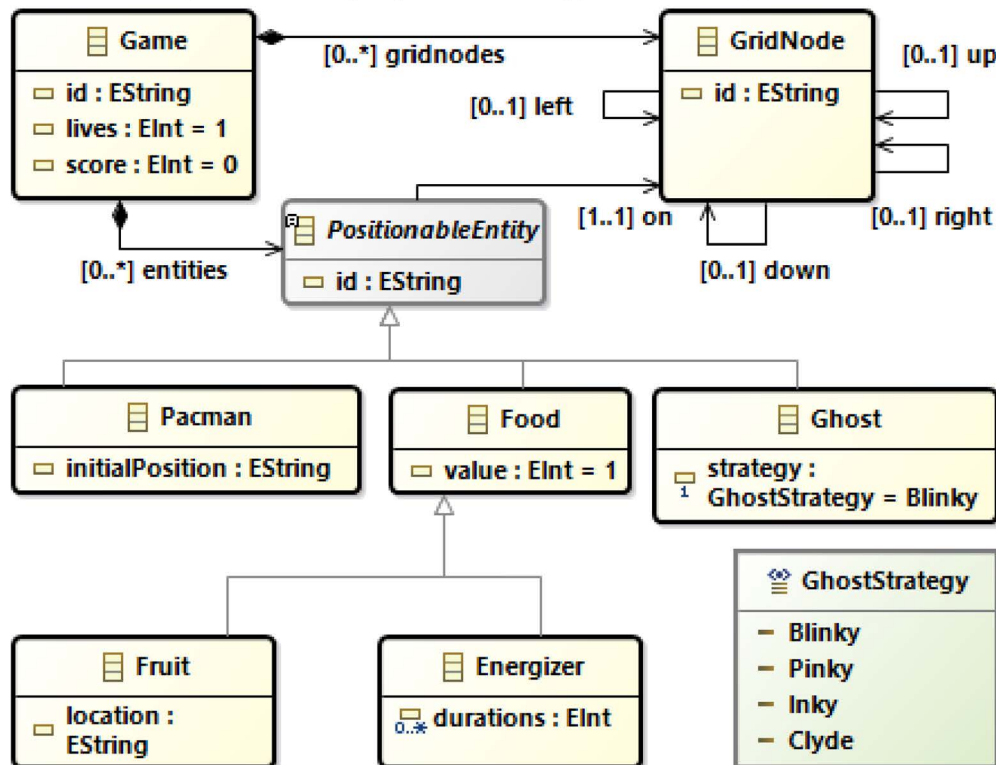 Game
id : EString
lives : EInt = 1
score : EInt = 0
[0..*] gridnodes
GridNode
id : EString
[0..1] up
[0..1] left
[0..1] right
[0..1] down
[1..1] on
[0..*] entities
PositionableEntity
id : EString
Pacman
initialPosition : EString
Food
value : EInt = 1
Ghost
1
strategy :
GhostStrategy = Blinky
Fruit
location :
EString
Energizer
0..*
durations : EInt
GhostStrategy
Blinky
Pinky
Inky
Clyde